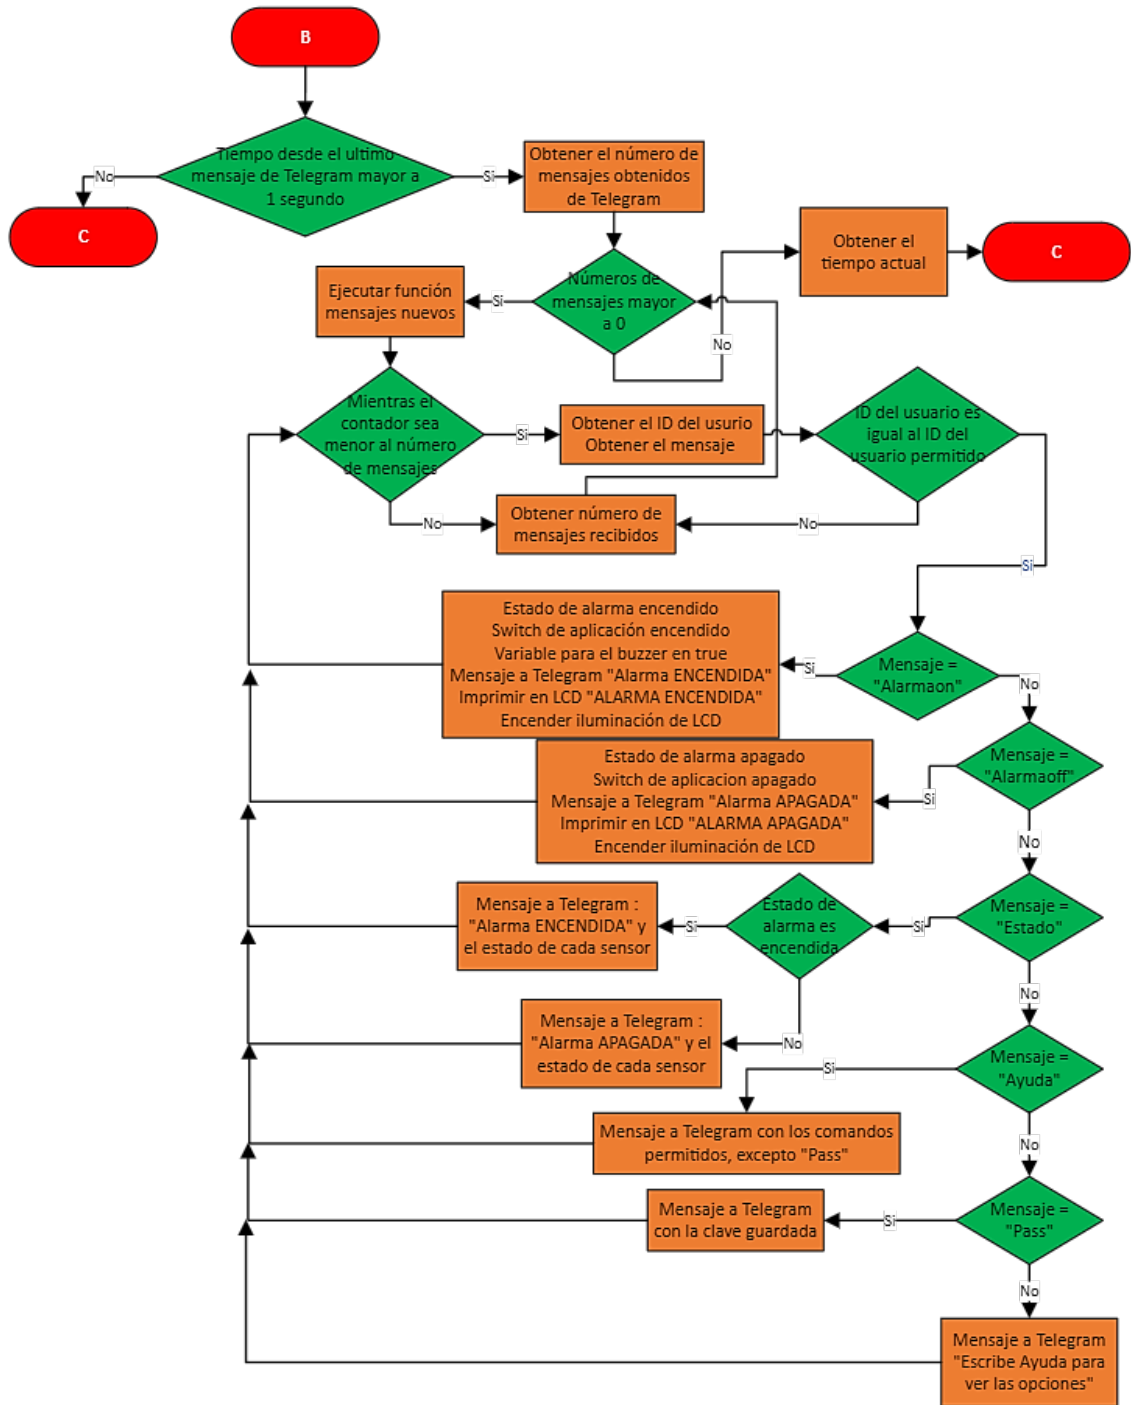 B
Tiempo desde el ultimo
mensaje de Telegram mayor a
1 segundo
No
Si
C
Obtener el número de
mensajes obtenidos
de Telegram
Obtener el
tiempo actual
C
Números de
mensajes mayor
a 0
Si
No
Ejecutar función
mensajes nuevos
Mientras el
contador sea
menor al número
de mensajes
Si
No
Obtener el ID del usurio
Obtener el mensaje
ID del usuario es
igual al ID del
usuario permitido
No
Si
Obtener número de
mensajes recibidos
Mensaje =
"Alarmaon"
Si
No
Estado de alarma encendido
Switch de aplicación encendido
Variable para el buzzer en true
Mensaje a Telegram "Alarma ENCENDIDA"
Imprimir en LCD "ALARMA ENCENDIDA"
Encender iluminación de LCD
Mensaje =
"Alarmaoff"
Si
No
Estado de alarma apagado
Switch de aplicacion apagado
Mensaje a Telegram "Alarma APAGADA"
Imprimir en LCD "ALARMA APAGADA"
Encender iluminación de LCD
Mensaje =
"Estado"
Si
No
Estado de
alarma es
encendida
Si
No
Mensaje a Telegram :
"Alarma ENCENDIDA" y
el estado de cada sensor
Mensaje a Telegram :
"Alarma APAGADA" y el
estado de cada sensor
Mensaje =
"Ayuda"
Si
No
Mensaje a Telegram con los comandos
permitidos, excepto "Pass"
Mensaje =
"Pass"
Si
No
Mensaje a Telegram
con la clave guardada
Mensaje a Telegram
"Escribe Ayuda para
ver las opciones"